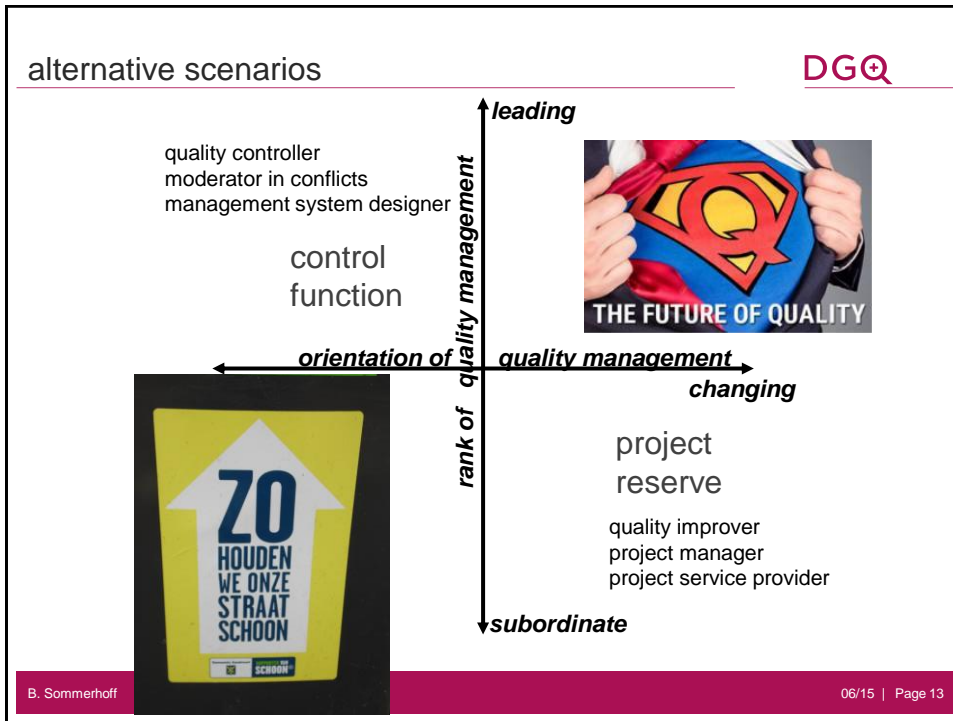 alternative scenarios
DGQ
leading
quality controller
moderator in conflicts
management system designer
control
function
rank of quality management
Q
THE FUTURE OF QUALITY
orientation of quality management
changing
ZO
HOUDEN
WE ONZE
STRAAT
SCHOON
SCHOON
project
reserve
quality improver
project manager
project service provider
subordinate
B. Sommerhoff
06/15 | Page 13